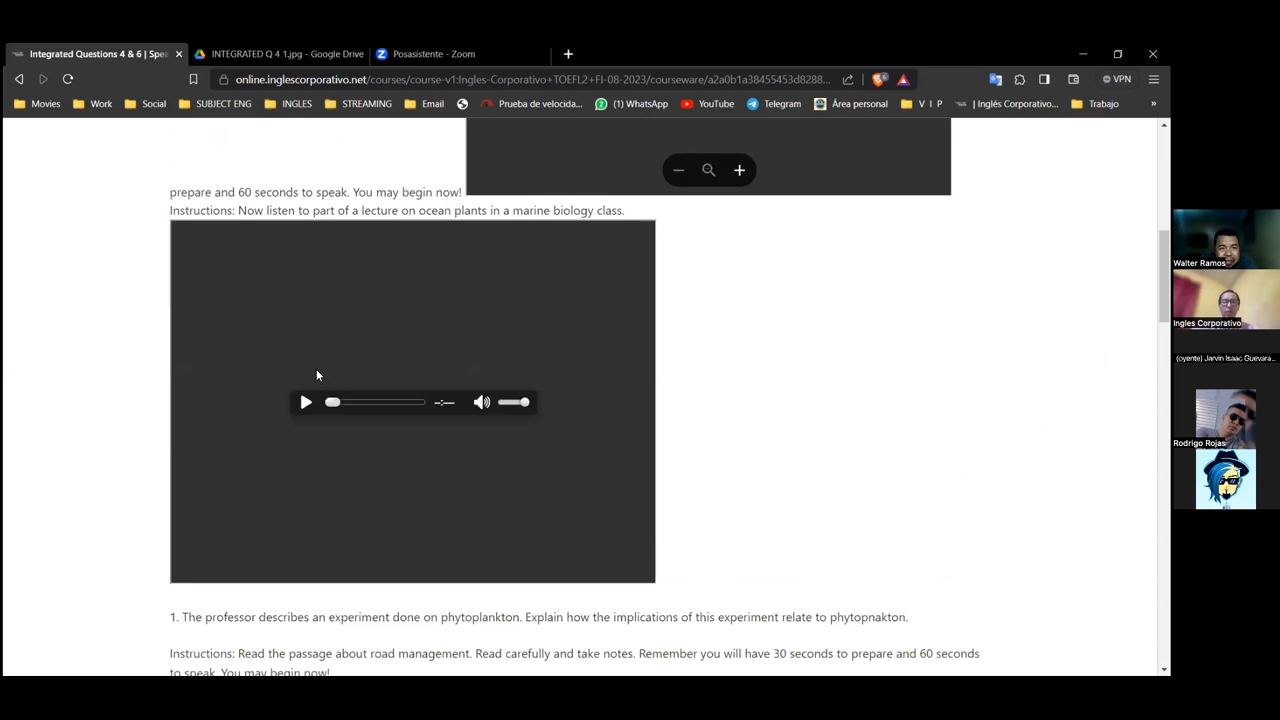 Integrated Questions 4 & 6 | Spea
INTEGRATED Q 4 1.jpg - Google Drive
Posasistente - Zoom
online.inglescorporativo.net/courses/course-v1:Ingles-Corporativo+TOEFL2+FI-08-2023/courseware/a2a0b1a38455453d8288...
VPN
Movies
Work
Social
SUBJECT ENG
INGLES
STREAMING
Email
Prueba de velocida...
(1) WhatsApp
YouTube
Telegram
Área personal
V I P
| Inglés Corporativo...
Trabajo
»
prepare and 60 seconds to speak. You may begin now!
Instructions: Now listen to part of a lecture on ocean plants in a marine biology class.
-:--
1. The professor describes an experiment done on phytoplankton. Explain how the implications of this experiment relate to phytopnakton.
Instructions: Read the passage about road management. Read carefully and take notes. Remember you will have 30 seconds to prepare and 60 seconds
to speak. You may begin now!
Walter Ramos
Ingles Corporativo
(oyente) Jarvin Isaac Guevara...
Rodrigo Rojas